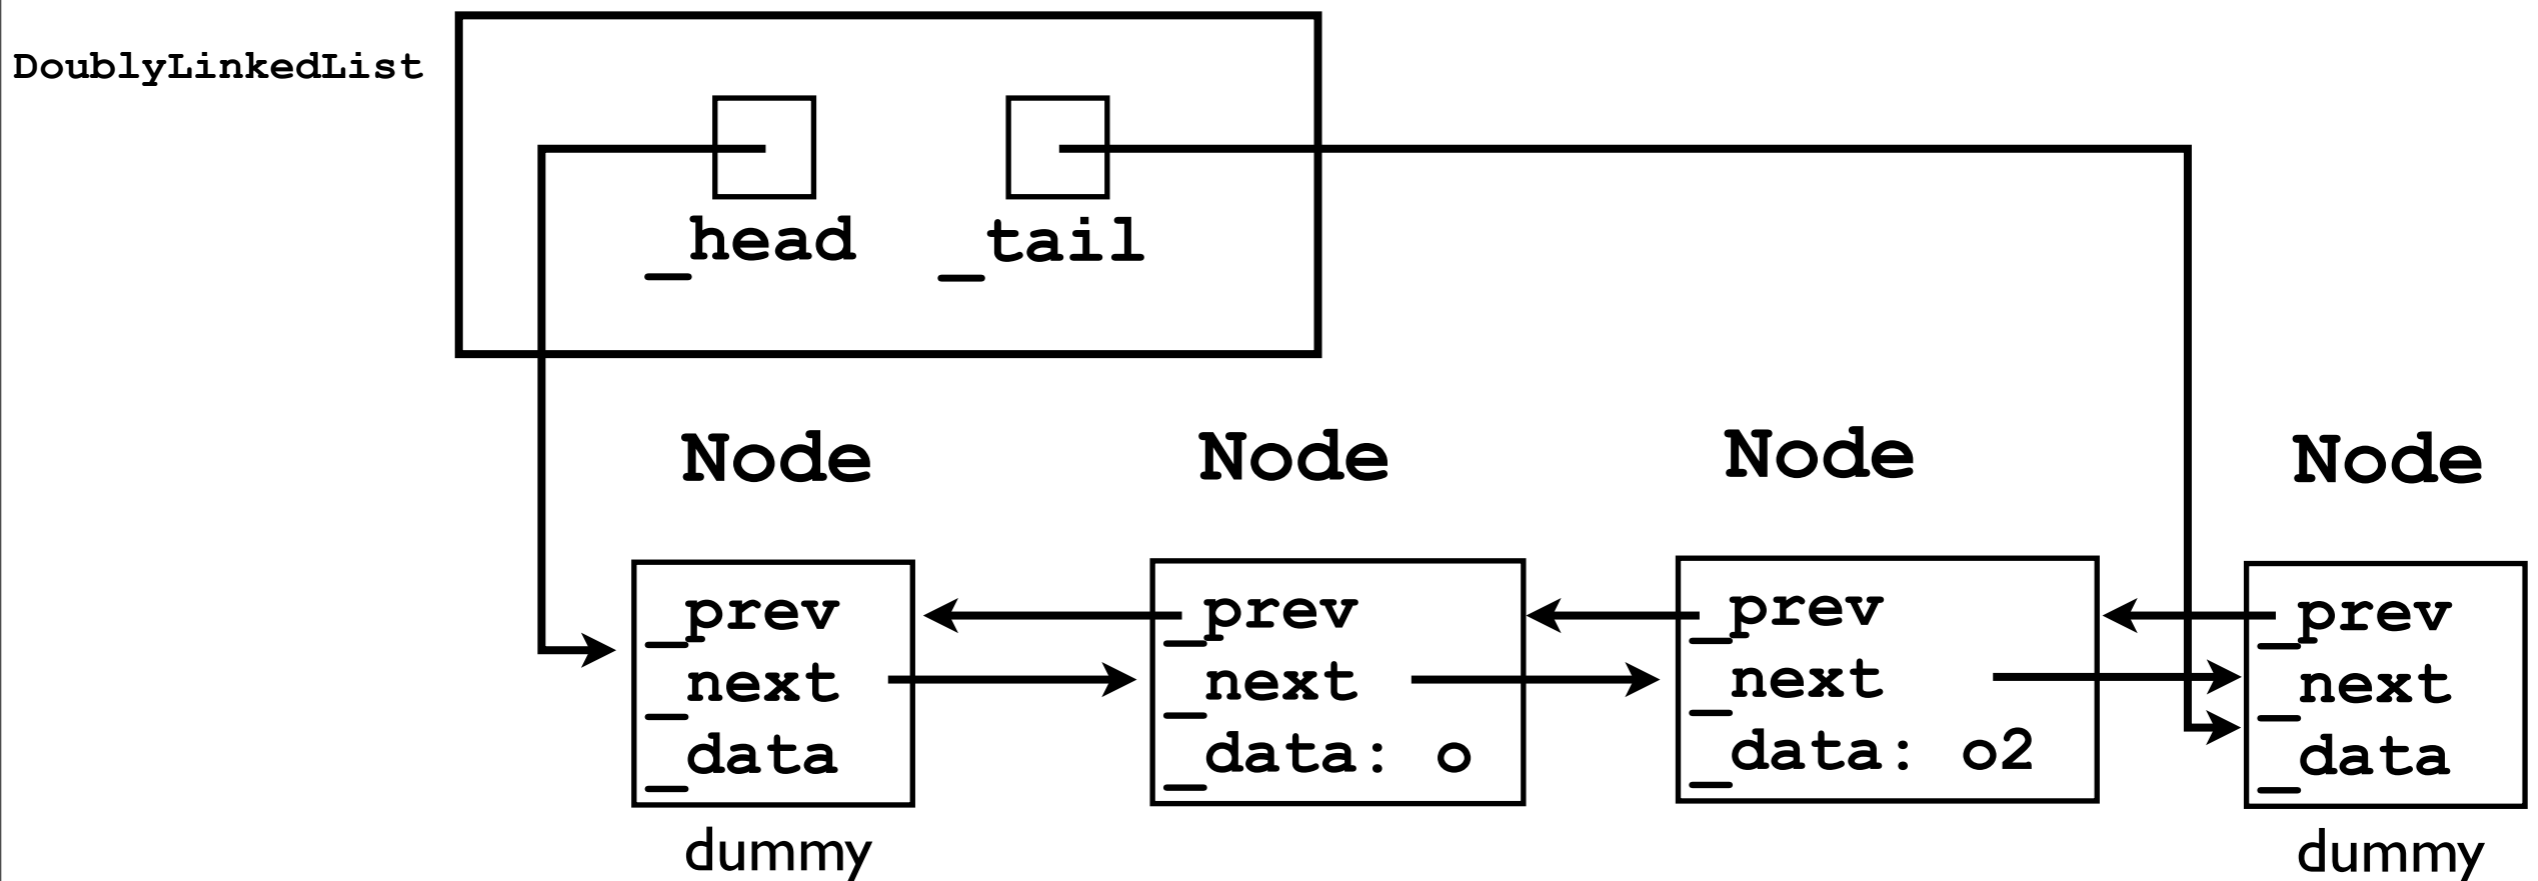 DoublyLinkedList
_head
_tail
Node
Node
Node
Node
_prev
_next
_data
dummy
_prev
_next
_data: o
_prev
_next
_data: o2
_prev
_next
_data
dummy